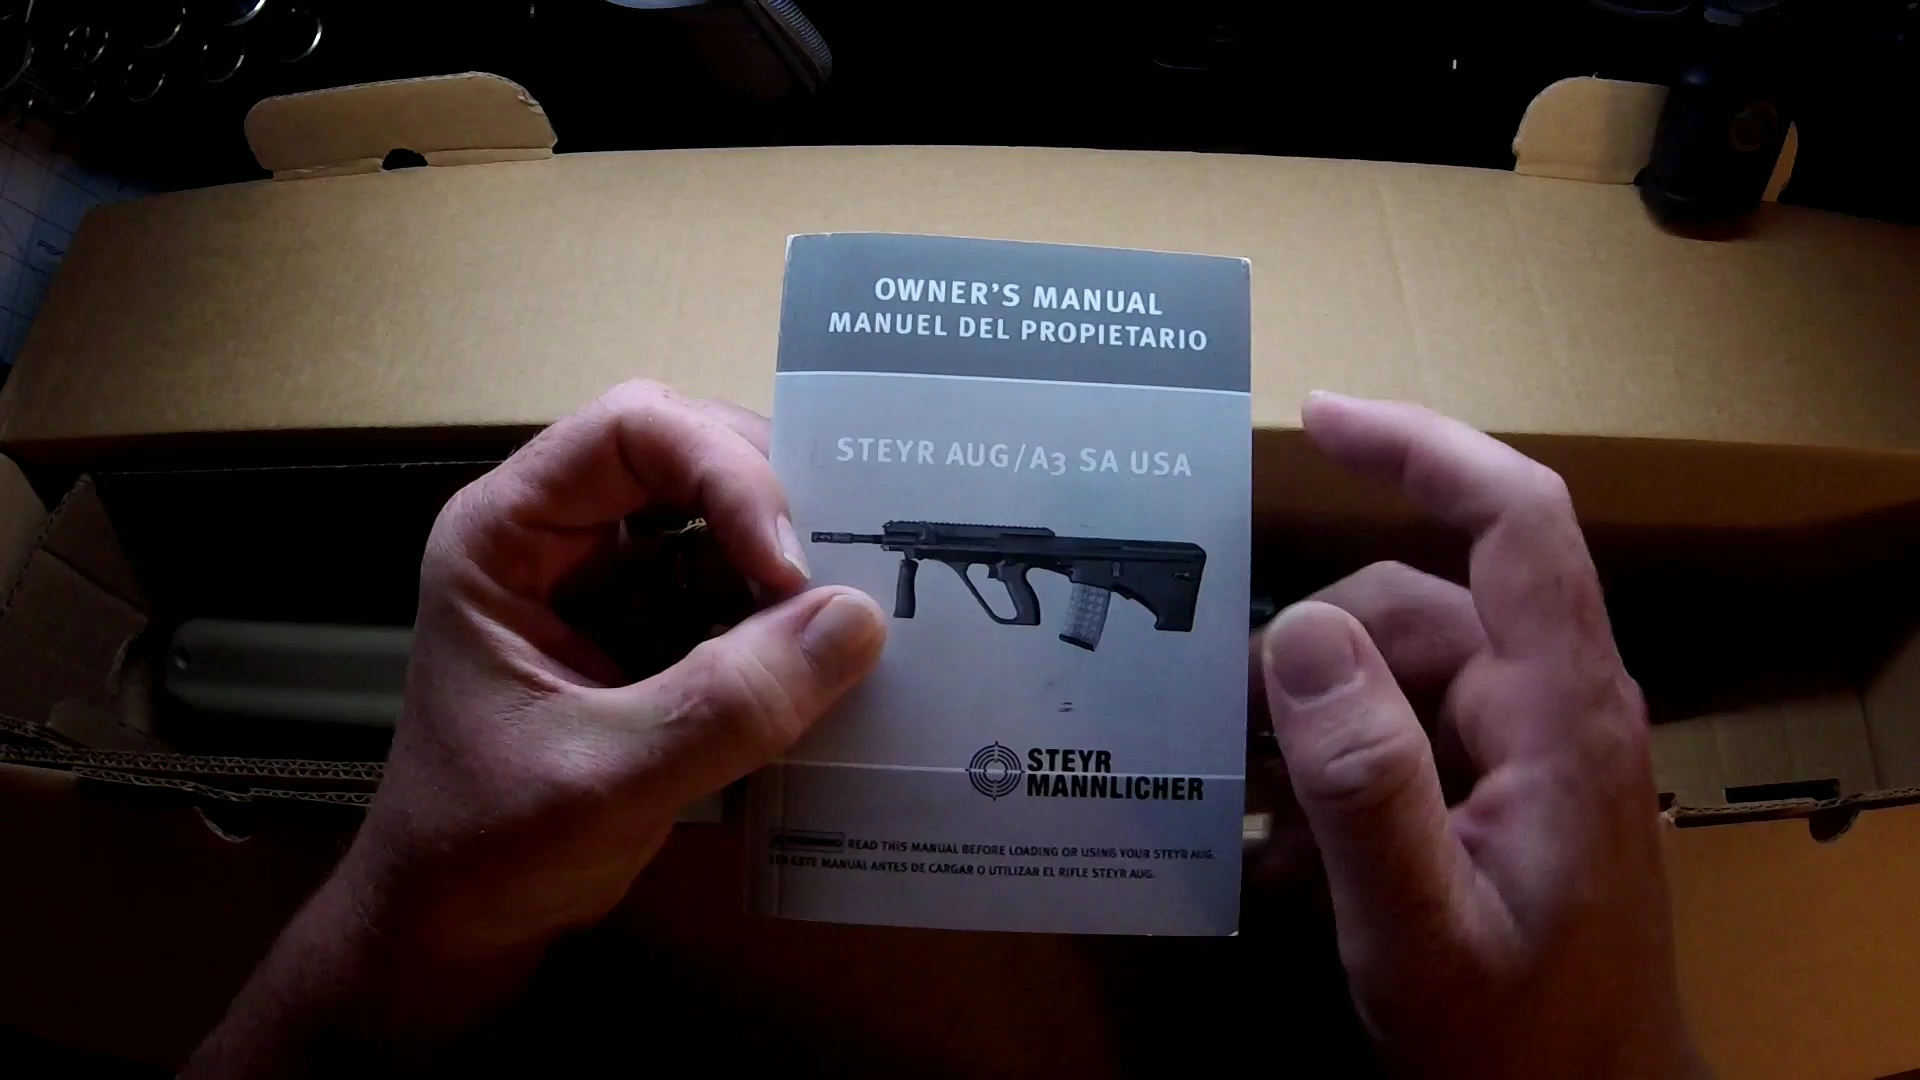 OWNER'S MANUAL
MANUEL DEL PROPIETARIO
STEYR AUG/A3 SA USA
STEYR
MANNLICHER
READ THIS MANUAL BEFORE LOADING OR USING YOUR STEYR AUG.
ESTE MANUAL ANTES DE CARGAR O UTILIZAR EL RIFLE STEYR AUG.